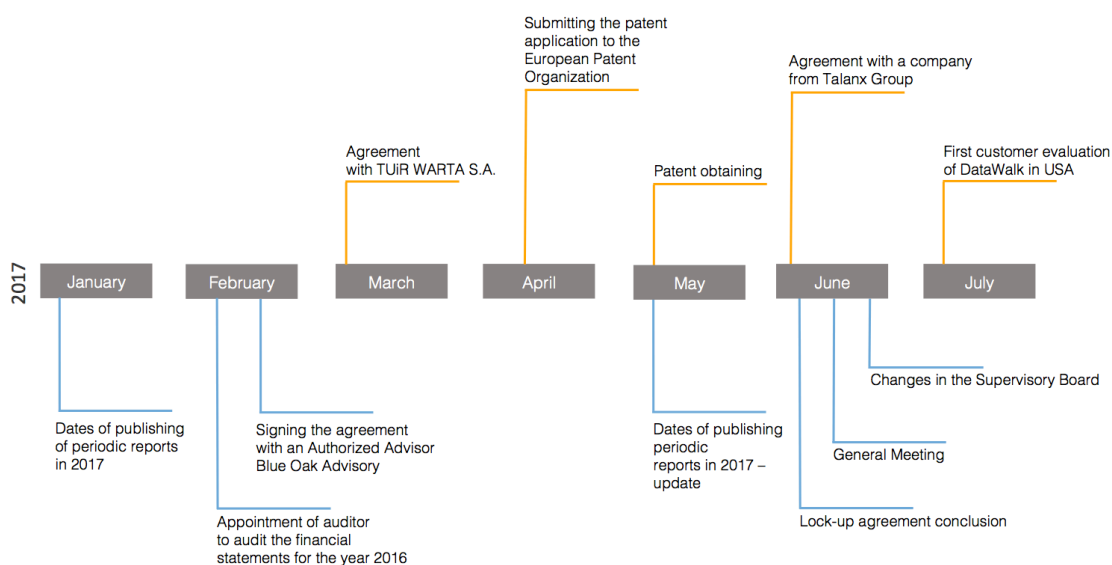 Submitting the patent
application to the
European Patent
Organization
Agreement with a company
from Talanx Group
Agreement
with TUiR WARTA S.A.
Patent obtaining
First customer evaluation
of DataWalk in USA
2017
January
February
March
April
May
June
July
Changes in the Supervisory Board
Dates of publishing
of periodic reports
in 2017
Signing the agreement
with an Authorized Advisor
Blue Oak Advisory
Dates of publishing
periodic
reports in 2017 –
update
General Meeting
Lock-up agreement conclusion
Appointment of auditor
to audit the financial
statements for the year 2016